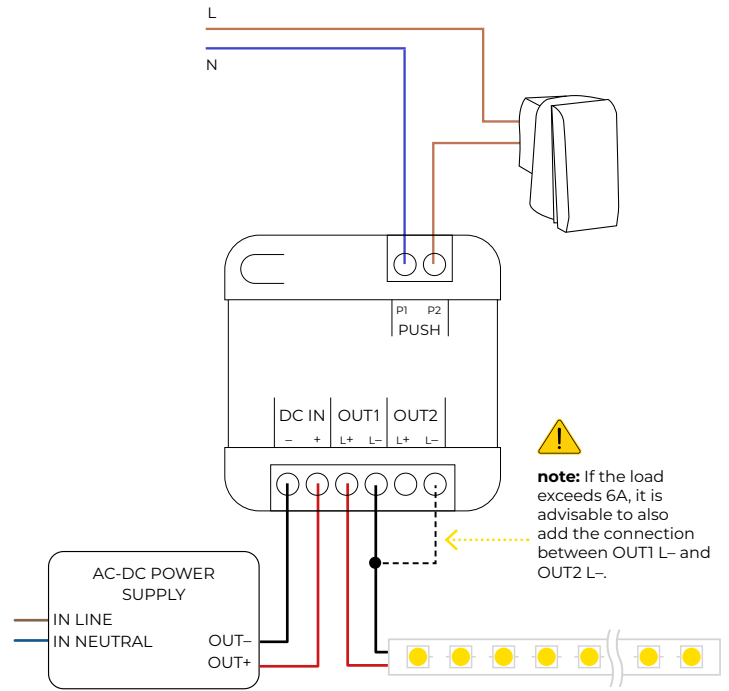 L
N
P1 P2
PUSH
DC IN OUT1 OUT2
– + L+ L– L+ L–
note: If the load
exceeds 6A, it is
advisable to also
add the connection
between OUT1 L– and
OUT2 L–.
AC-DC POWER
SUPPLY
IN LINE
IN NEUTRAL
OUT–
OUT+